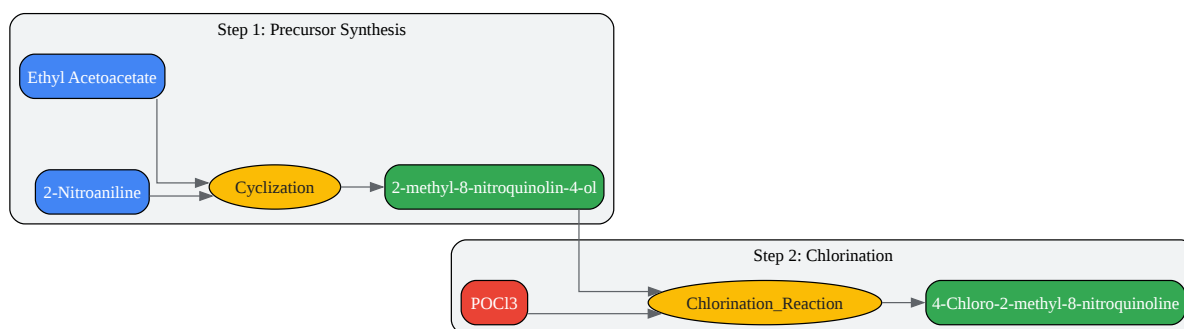 Step 1: Precursor Synthesis
Ethyl Acetoacetate
2-Nitroaniline
Cyclization
2-methyl-8-nitroquinolin-4-ol
Step 2: Chlorination
POCl3
Chlorination_Reaction
4-Chloro-2-methyl-8-nitroquinoline